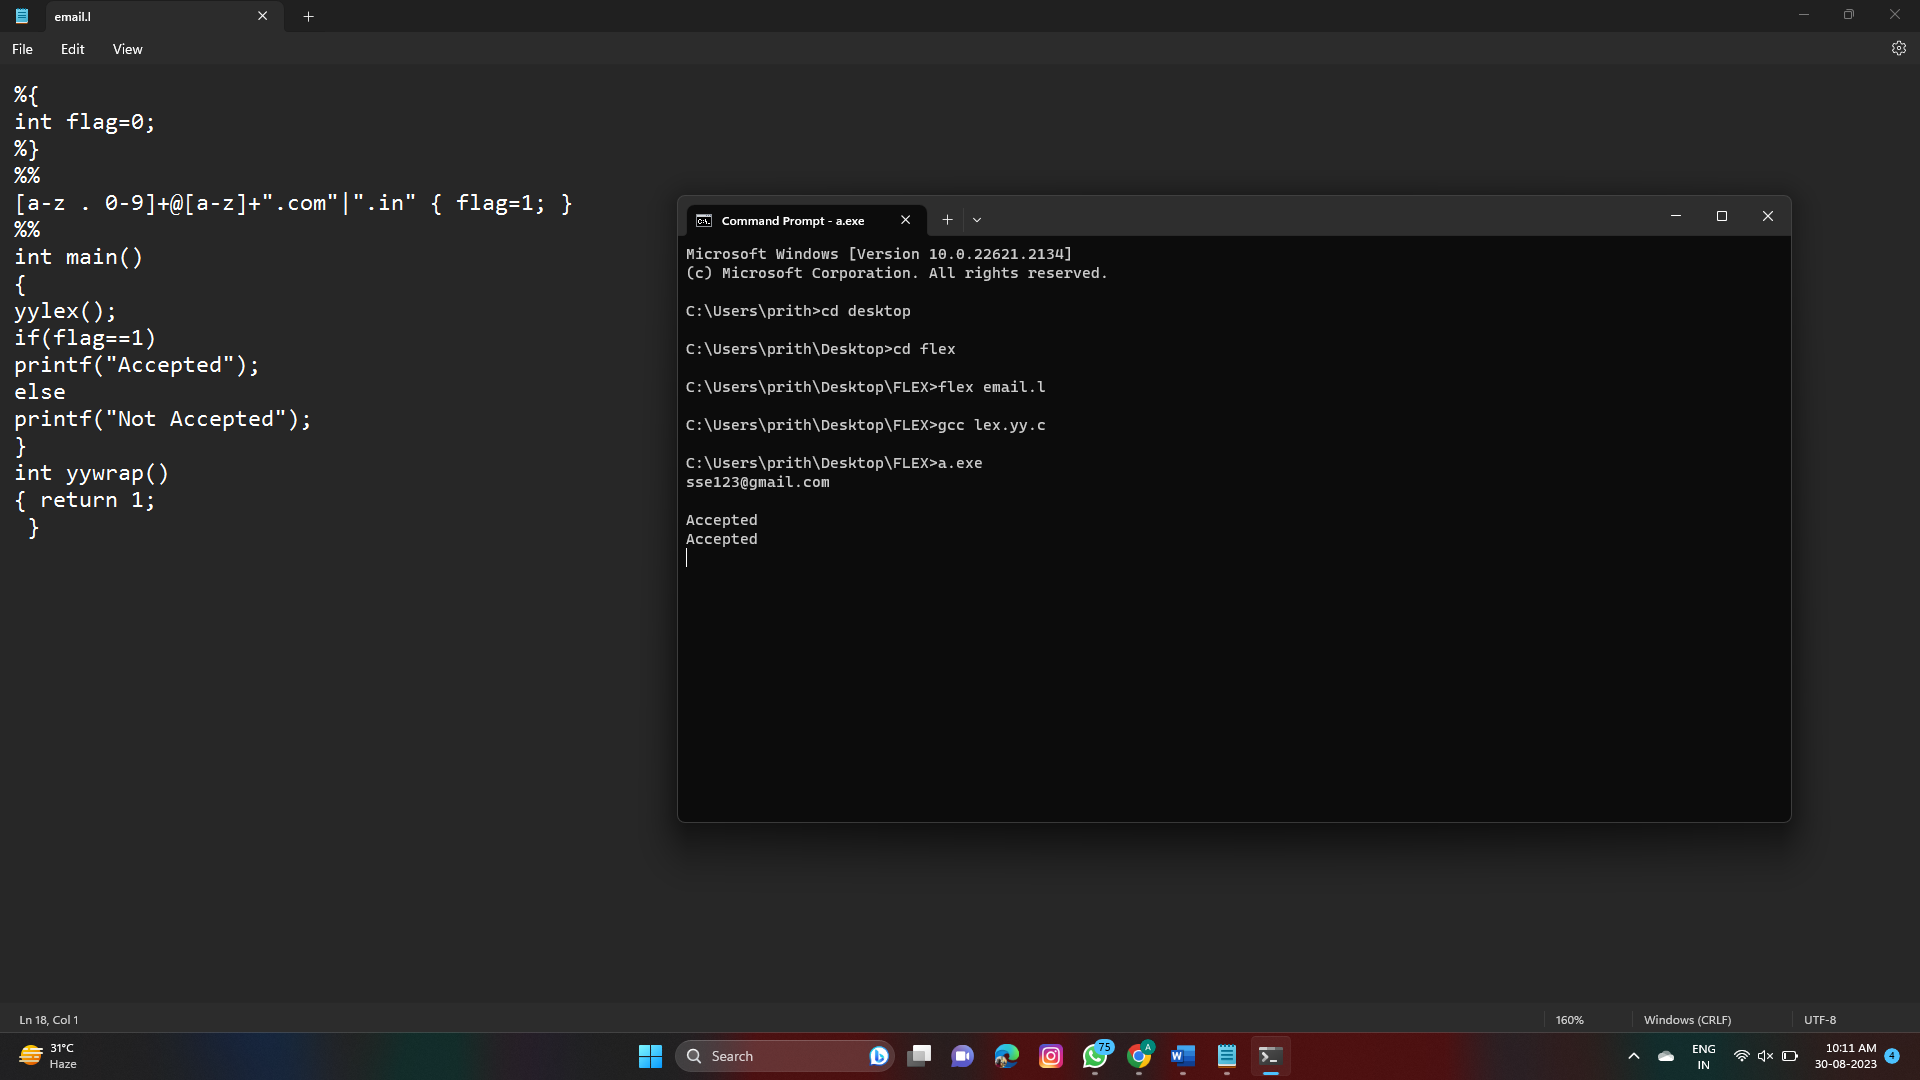 email.l
File Edit View
%{
int flag=0;
%}
%%
[a-z . 0-9]+@[a-z]+".com"|".in" { flag=1; }
%%
int main()
{
yylex();
if(flag==1)
printf("Accepted");
else
printf("Not Accepted");
}
int yywrap()
{ return 1;
}
Command Prompt - a.exe
Microsoft Windows [Version 10.0.22621.2134]
(c) Microsoft Corporation. All rights reserved.
C:\Users\prith>cd desktop
C:\Users\prith\Desktop>cd flex
C:\Users\prith\Desktop\FLEX>flex email.l
C:\Users\prith\Desktop\FLEX>gcc lex.yy.c
C:\Users\prith\Desktop\FLEX>a.exe
sse123@gmail.com
Accepted
Accepted
Ln 18, Col 1
160%
Windows (CRLF)
UTF-8
31°C
Haze
Search
75
A
ENG
IN
10:11 AM
30-08-2023
4